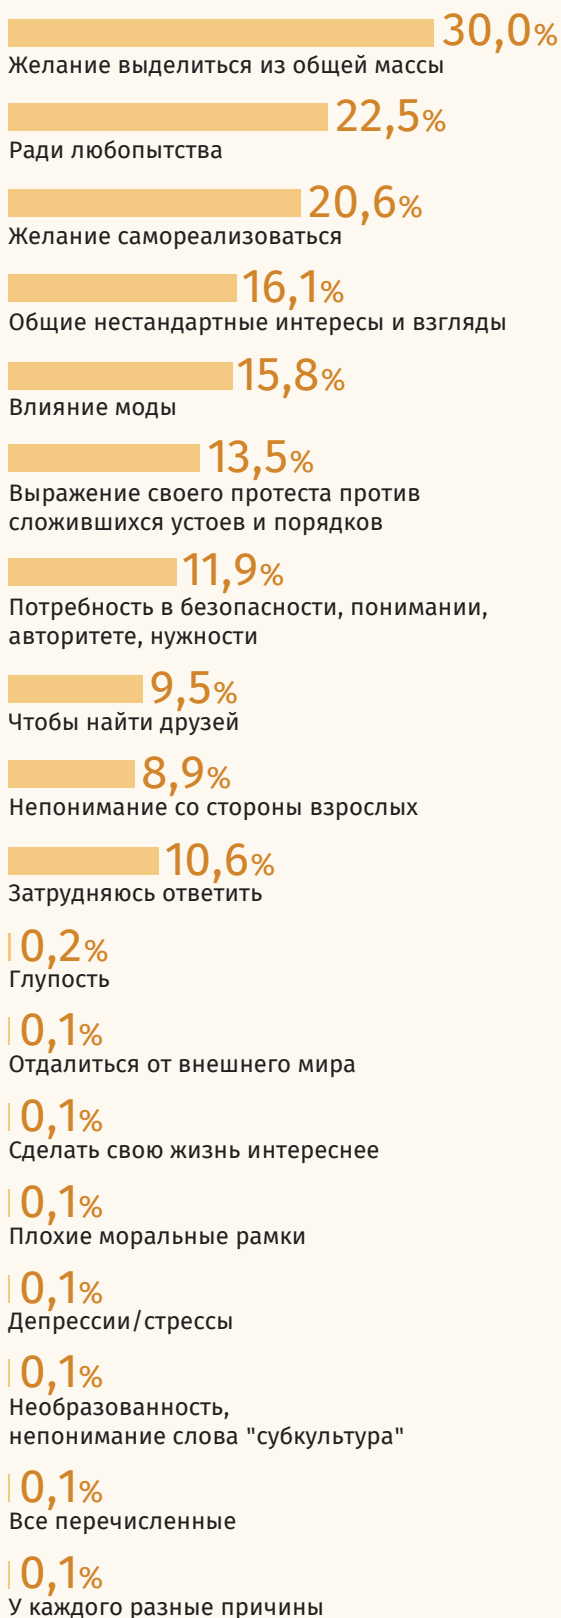 30,0%
Желание выделиться из общей массы
22,5%
Ради любопытства
20,6%
Желание самореализоваться
16,1%
Общие нестандартные интересы и взгляды
15,8%
Влияние моды
13,5%
Выражение своего протеста против
сложившихся устоев и порядков
11,9%
Потребность в безопасности, понимании,
авторитете, нужности
9,5%
Чтобы найти друзей
8,9%
Непонимание со стороны взрослых
10,6%
Затрудняюсь ответить
0,2%
Глупость
0,1%
Отдалиться от внешнего мира
0,1%
Сделать свою жизнь интереснее
0,1%
Плохие моральные рамки
0,1%
Депрессии/стрессы
0,1%
Необразованность,
непонимание слова "субкультура"
0,1%
Все перечисленные
0,1%
У каждого разные причины